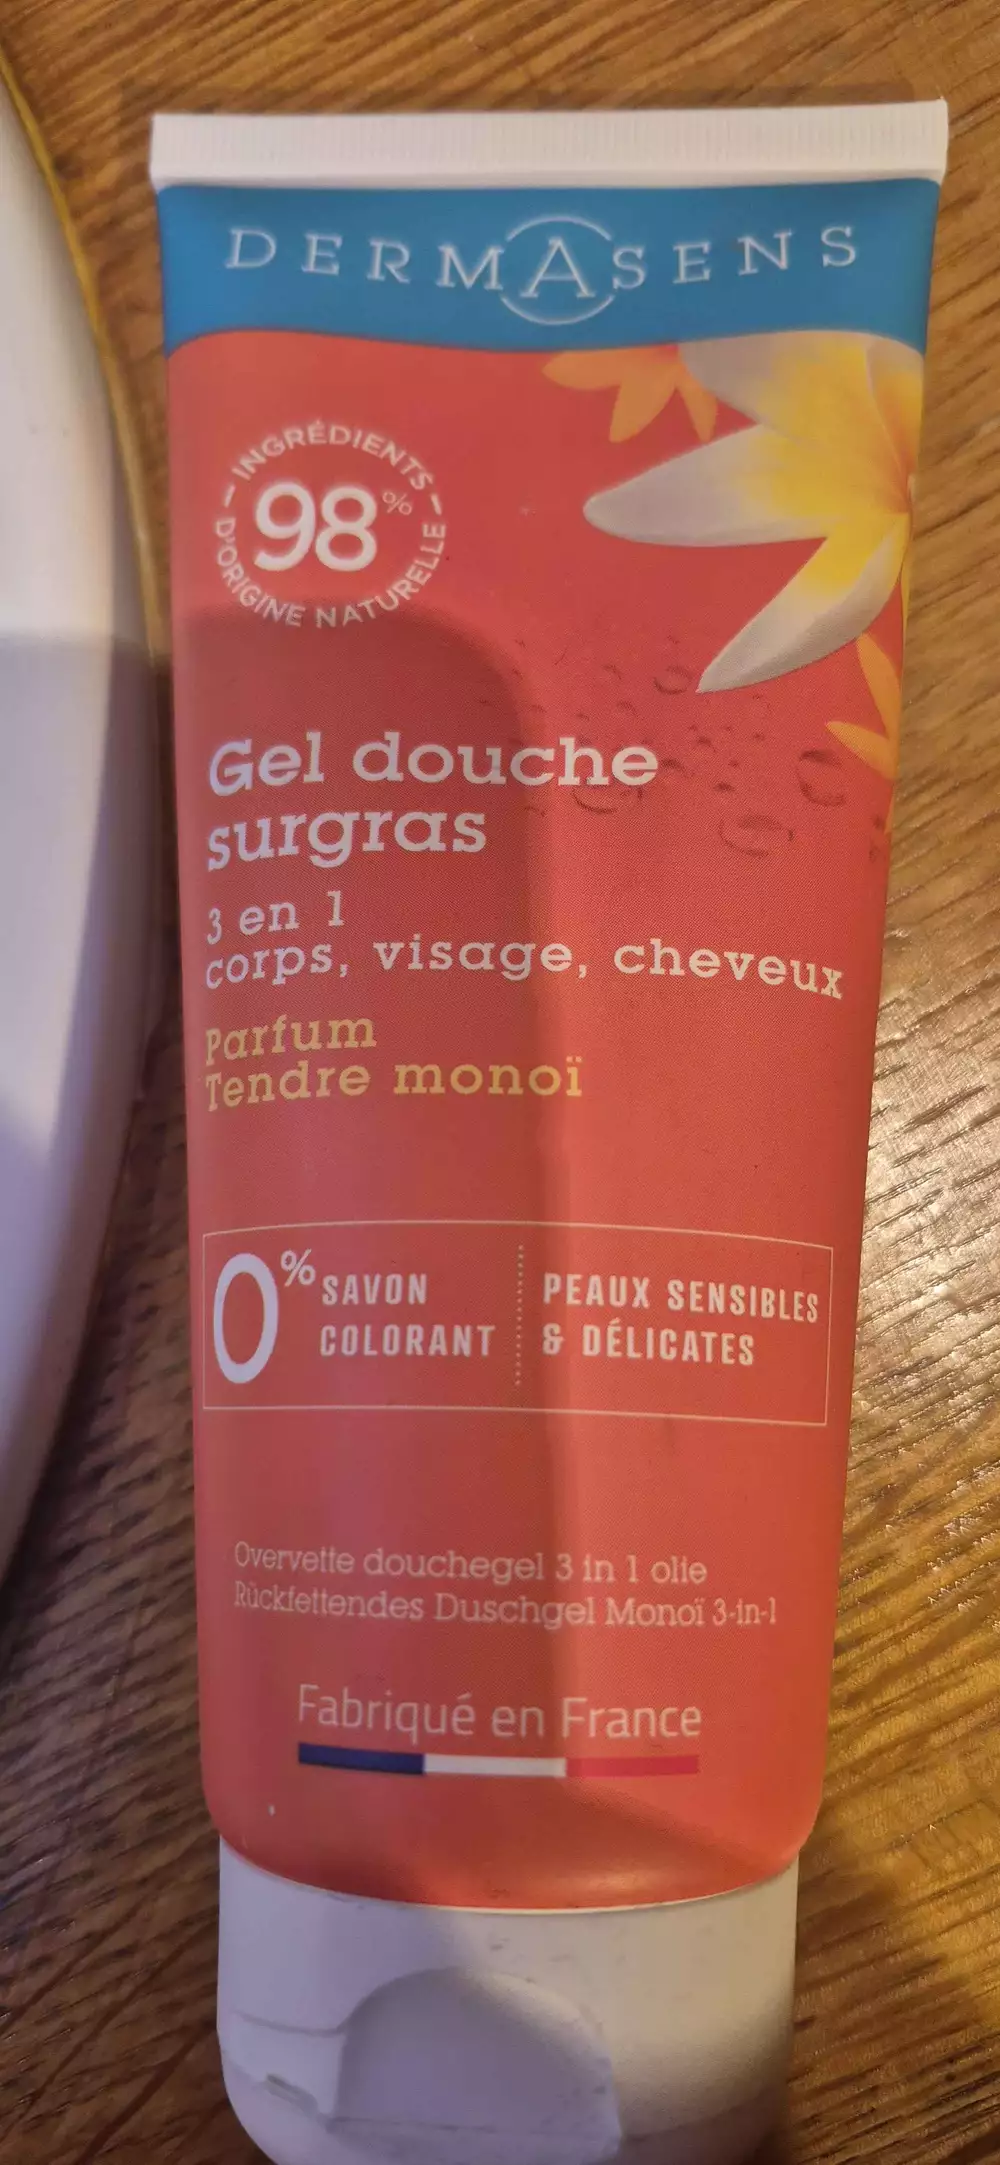 DERMASENS
INGRÉDIENTS
98%
D'ORIGINE NATURELLE
Gel douche
surgras
3 en 1
corps, visage, cheveux
Parfum
Tendre monoï
0% SAVON
COLORANT
PEAUX SENSIBLES
& DÉLICATES
Overvette douchegel 3 in 1 olie
Rückfettendes Duschgel Monoï 3-in-1
Fabriqué en France